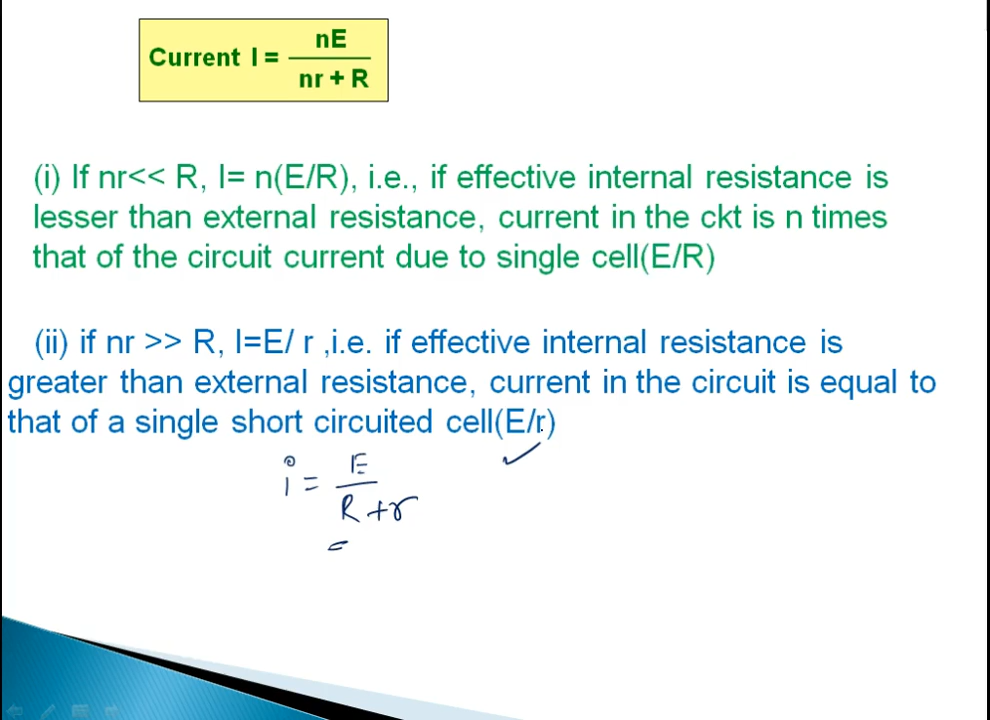 Current I = nE
nr + R
(i) If nr<< R, I= n(E/R), i.e., if effective internal resistance is
lesser than external resistance, current in the ckt is n times
that of the circuit current due to single cell(E/R)
(ii) if nr >> R, I=E/ r ,i.e. if effective internal resistance is
greater than external resistance, current in the circuit is equal to
that of a single short circuited cell(E/r)
i = E
R + r
=